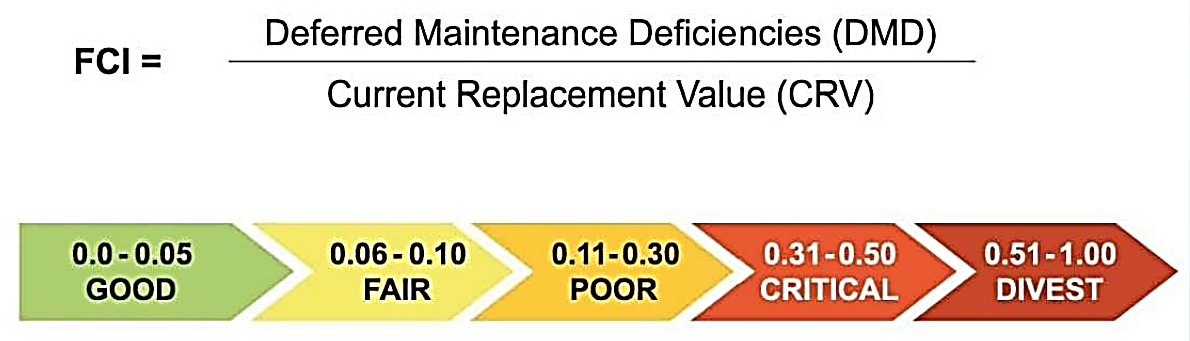 FCI =
Deferred Maintenance Deficiencies (DMD)
Current Replacement Value (CRV)
0.0 - 0.05
GOOD
0.06 - 0.10
FAIR
0.11-0.30
POOR
0.31-0.50
CRITICAL
0.51-1.00
DIVEST